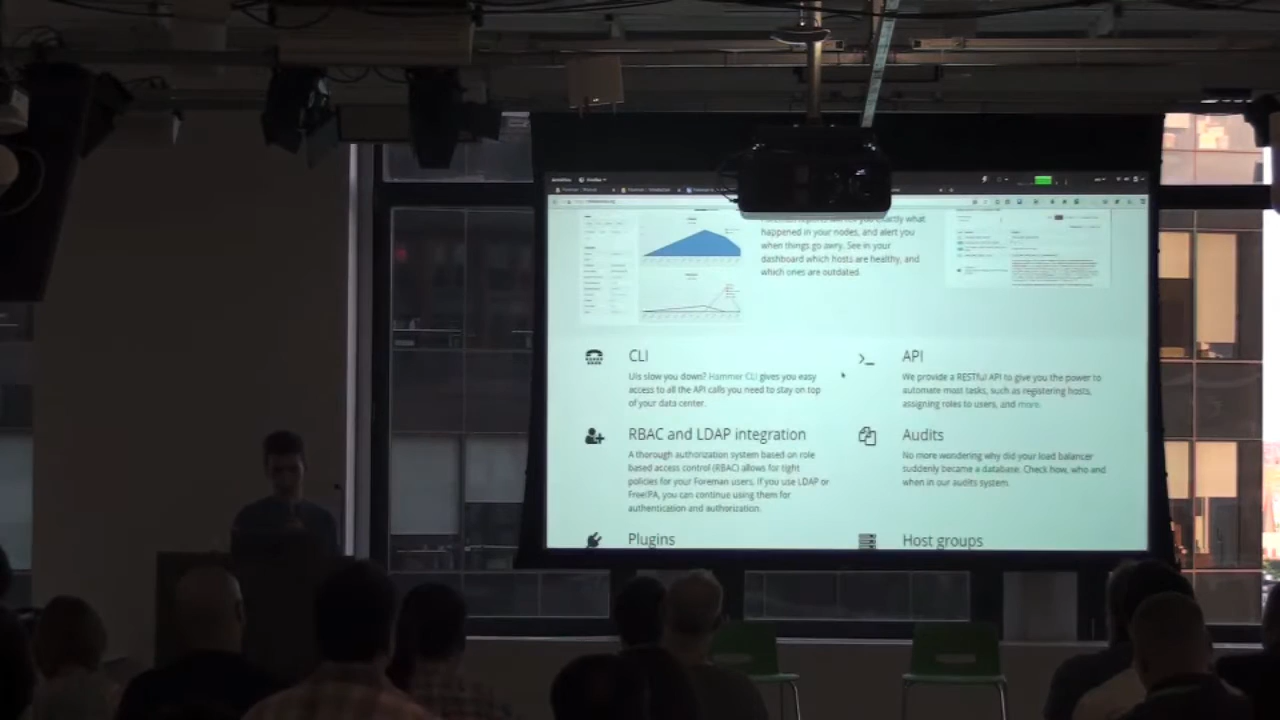 what
happened in your nodes, and alert you
when things go awry. See in your
dashboard which hosts are healthy, and
which ones are outdated.
CLI
UIs slow you down? Hammer CLI gives you easy
access to all the API calls you need to stay on top
of your data center.
API
We provide a RESTful API to give you the power to
automate most tasks, such as registering hosts,
assigning roles to users, and more.
RBAC and LDAP integration
A thorough authorization system based on role
based access control (RBAC) allows for tight
policies for your Foreman users. If you use LDAP or
FreeIPA, you can continue using them for
authentication and authorization.
Audits
No more wondering why did your load balancer
suddenly became a database. Check how, who and
when in our audits system.
Plugins
Host groups